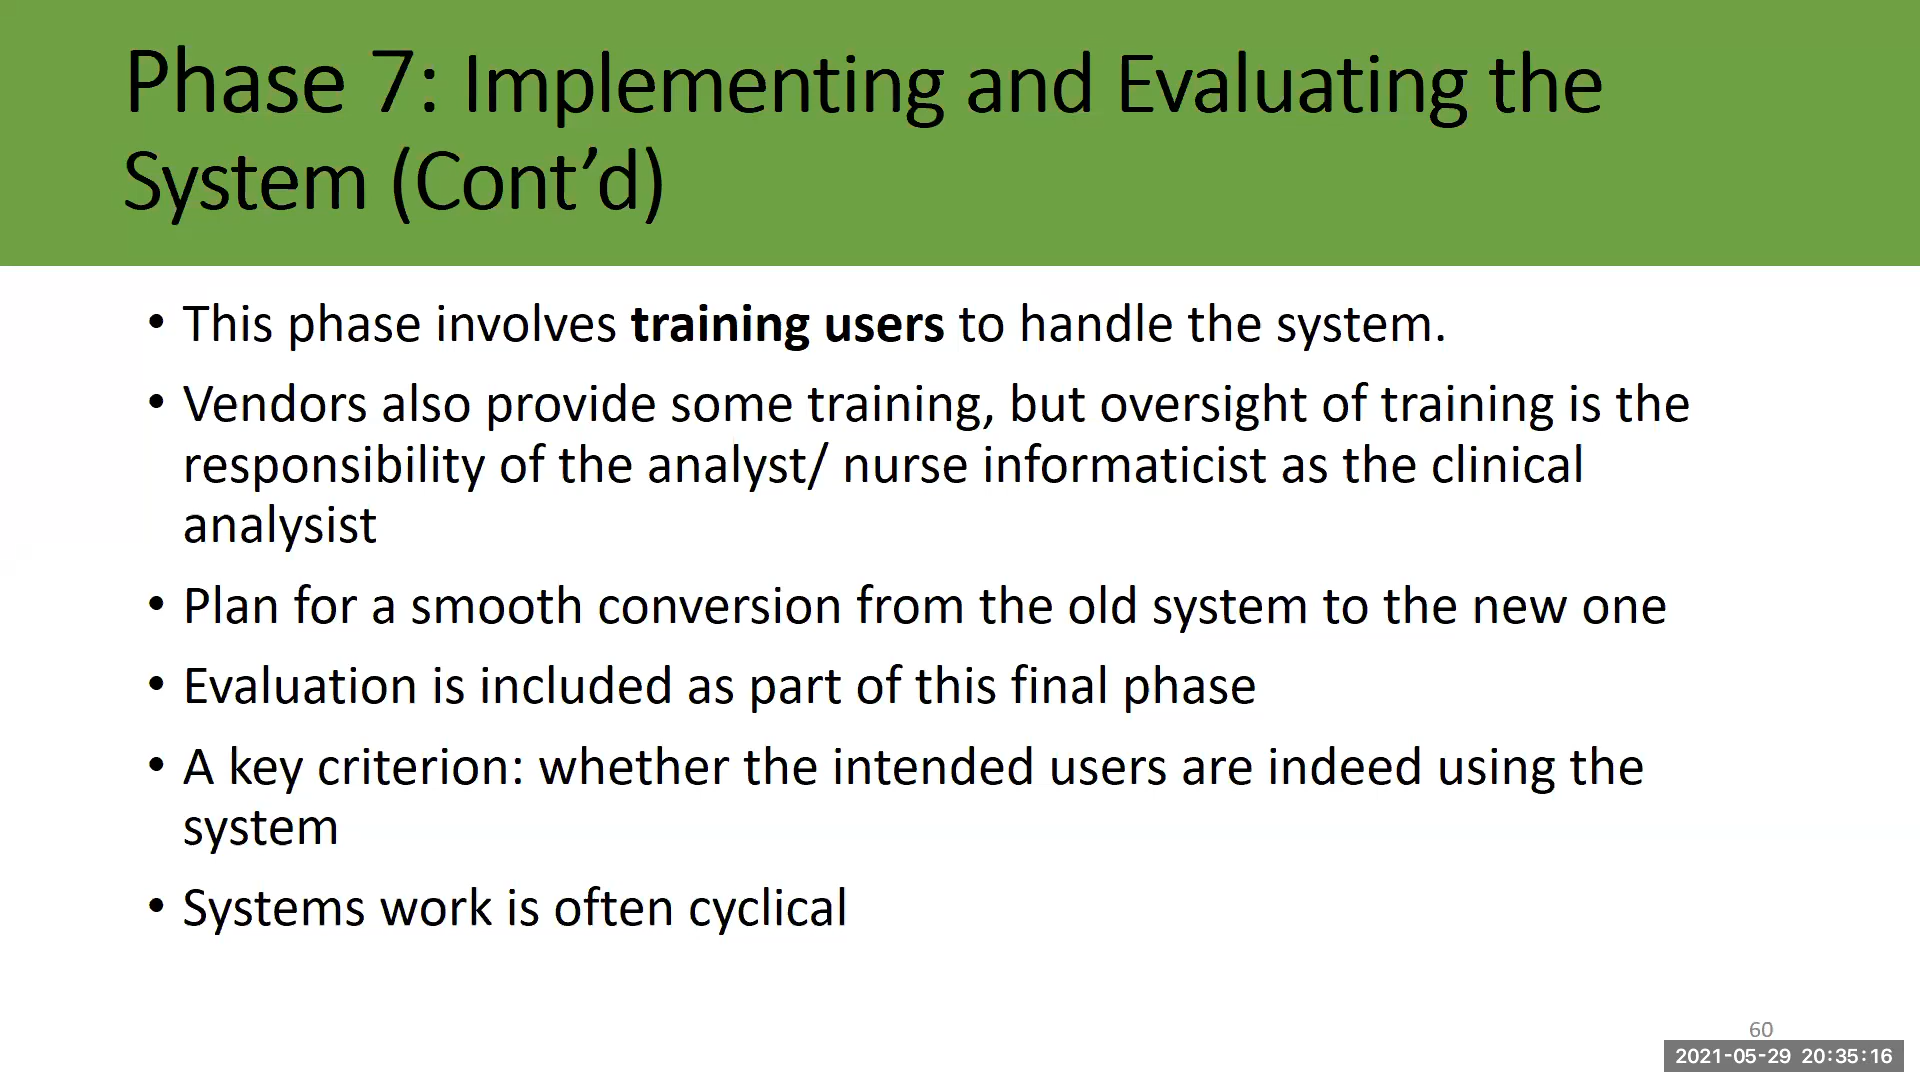 Phase 7: Implementing and Evaluating the
System (Cont’d)
• This phase involves training users to handle the system.
• Vendors also provide some training, but oversight of training is the
responsibility of the analyst/ nurse informaticist as the clinical
analysist
• Plan for a smooth conversion from the old system to the new one
• Evaluation is included as part of this final phase
• A key criterion: whether the intended users are indeed using the
system
• Systems work is often cyclical
60
2021-05-29 20:35:16